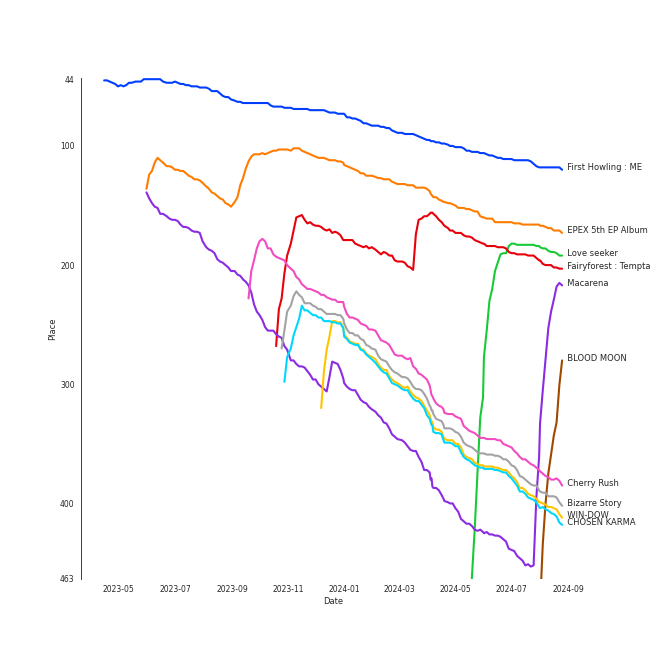 44
100
200
300
400
463
Place
2023-05
2023-07
2023-09
2023-11
2024-01
2024-03
2024-05
2024-07
2024-09
Date
First Howling : ME
EPEX 5th EP Album
Love seeker
Fairyforest : Tempta
Macarena
BLOOD MOON
Cherry Rush
Bizarre Story
WIN-DOW
CHOSEN KARMA